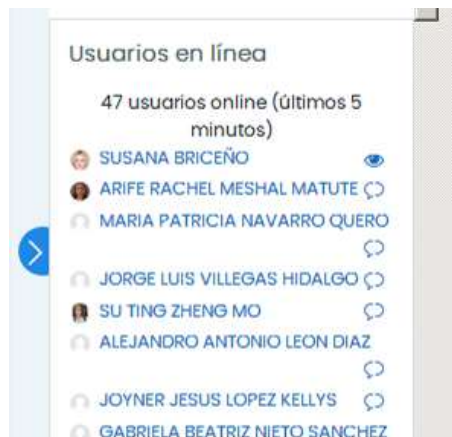 Usuarios en línea
47 usuarios online (últimos 5
minutos)
SUSANA BRICEÑO
ARIFE RACHEL MESHAL MATUTE
MARIA PATRICIA NAVARRO QUERO
JORGE LUIS VILLEGAS HIDALGO
SU TING ZHENG MO
ALEJANDRO ANTONIO LEON DIAZ
JOYNER JESUS LOPEZ KELLYS
GABRIELA BEATRIZ NIETO SANCHEZ